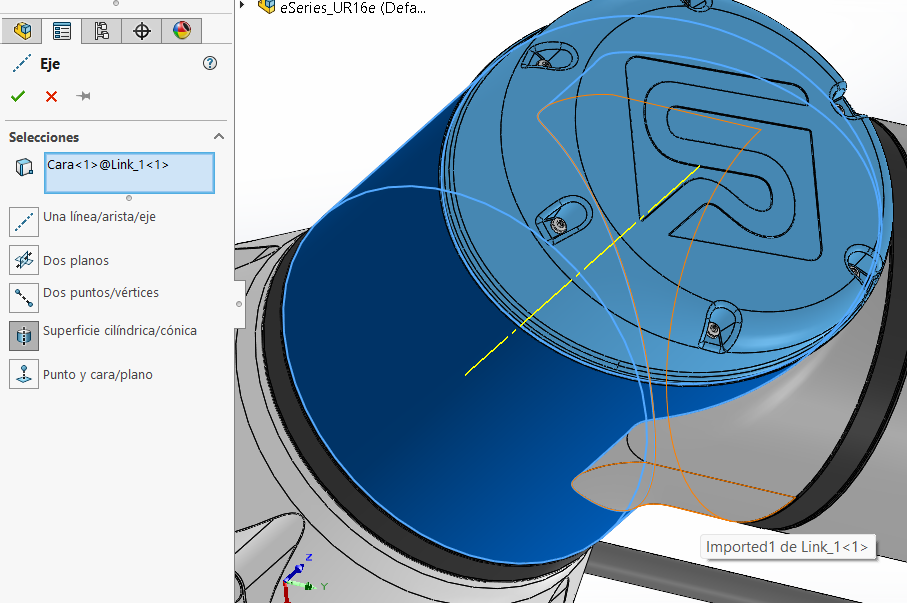 eSeries_UR16e (Defa...
Eje
Selecciones
Cara<1>@Link_1<1>
Una línea/arista/eje
Dos planos
Dos puntos/vértices
Superficie cilíndrica/cónica
Punto y cara/plano
Imported1 de Link_1<1>
Z
Y